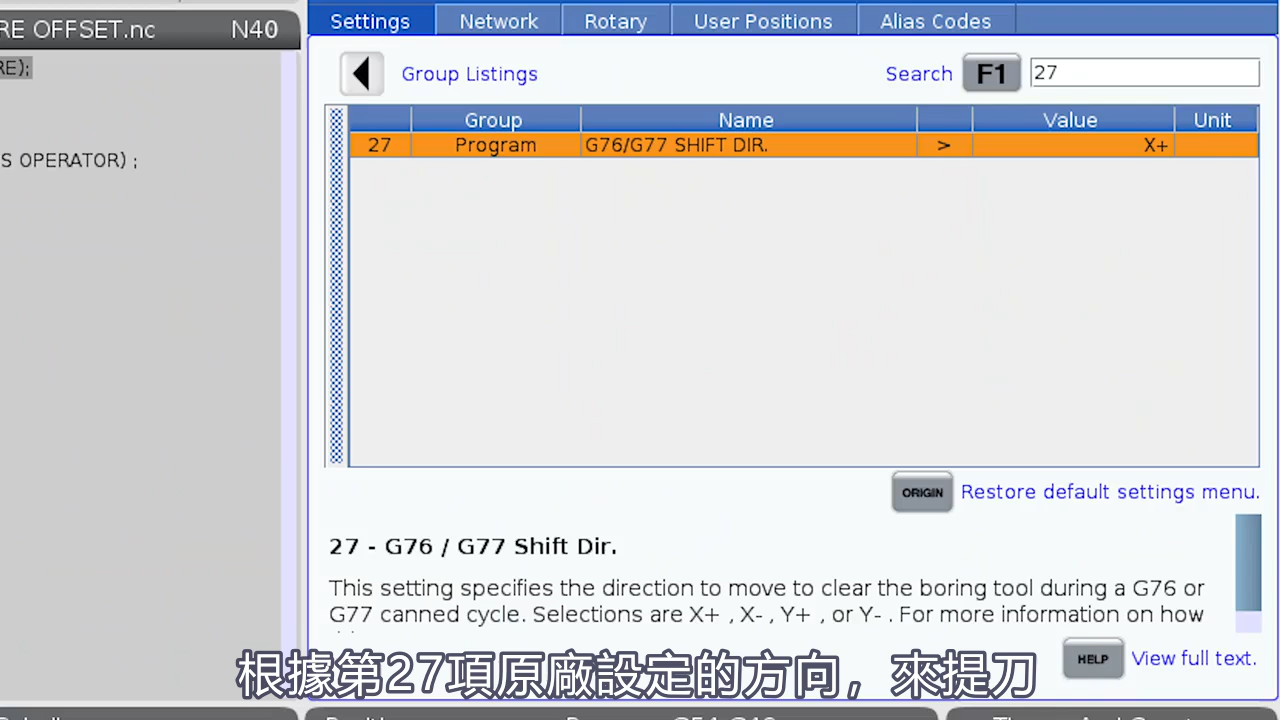 RE OFFSET.nc N40
RE);
S OPERATOR) ;
Settings Network Rotary User Positions Alias Codes
Group Listings Search F1 27
Group Name Value Unit
27 Program G76/G77 SHIFT DIR. > X+
ORIGIN Restore default settings menu.
27 - G76 / G77 Shift Dir.
This setting specifies the direction to move to clear the boring tool during a G76 or
G77 canned cycle. Selections are X+ , X- , Y+ , or Y- . For more information on how
HELP View full text.
根據第27項原廠設定的方向，來提刀